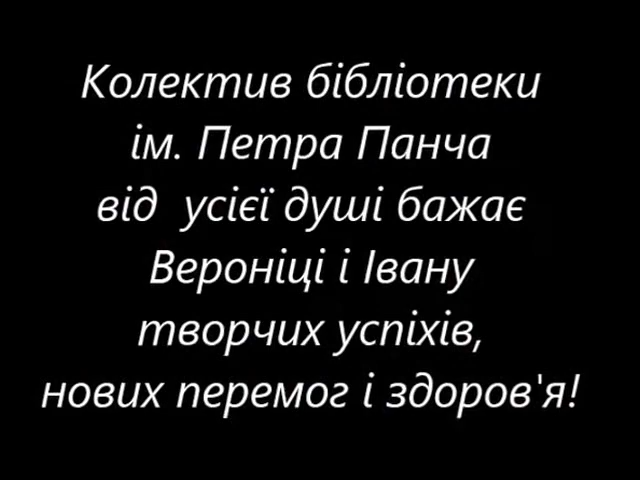 Колектив бібліотеки
ім. Петра Панча
від усієї душі бажає
Вероніці і Івану
творчих успіхів,
нових перемог і здоров'я!